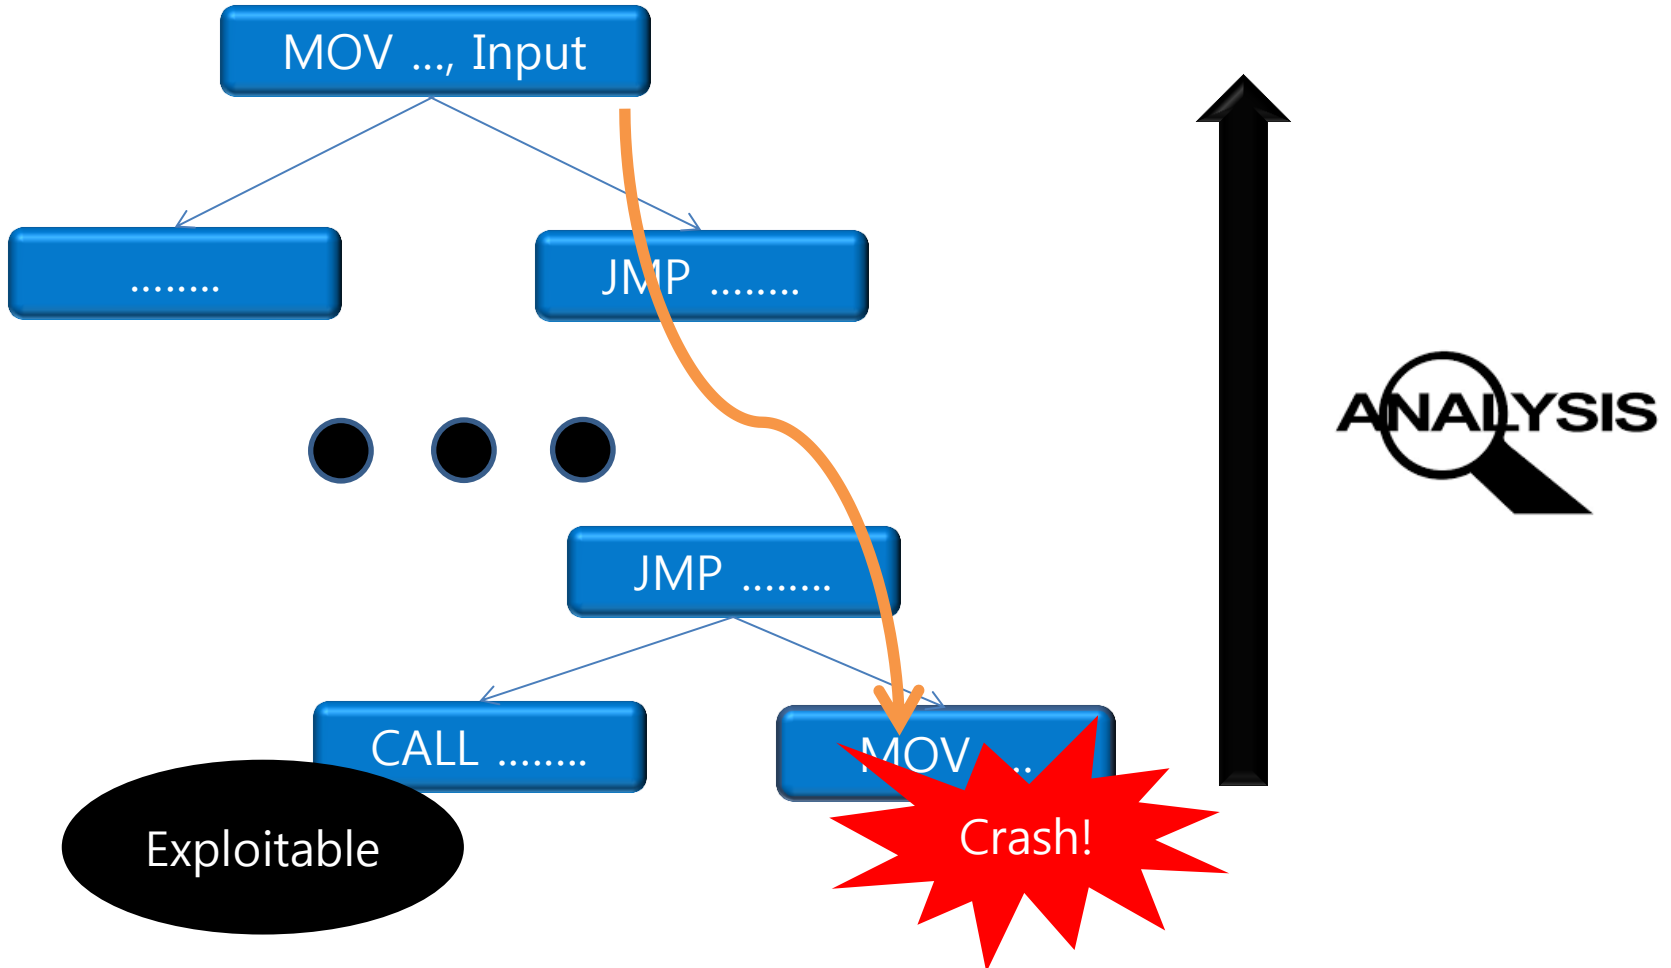 MOV ..., Input
........
JMP ........
ANALYSIS
JMP ........
CALL ........
MOV
Exploitable
Crash!